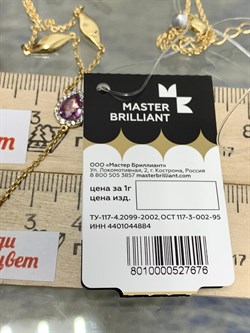 MASTER
BRILLIANT
ООО «Мастер Бриллиант»
Ул. Локомотивная, 2, г. Кострома, Россия
8 800 505 3857 masterbrilliant.com
цена за 1г
цена изд.
ТУ-117-4.2099-2002, ОСТ 117-3-002-95
ИНН 4401044884
8010000527676
цвет